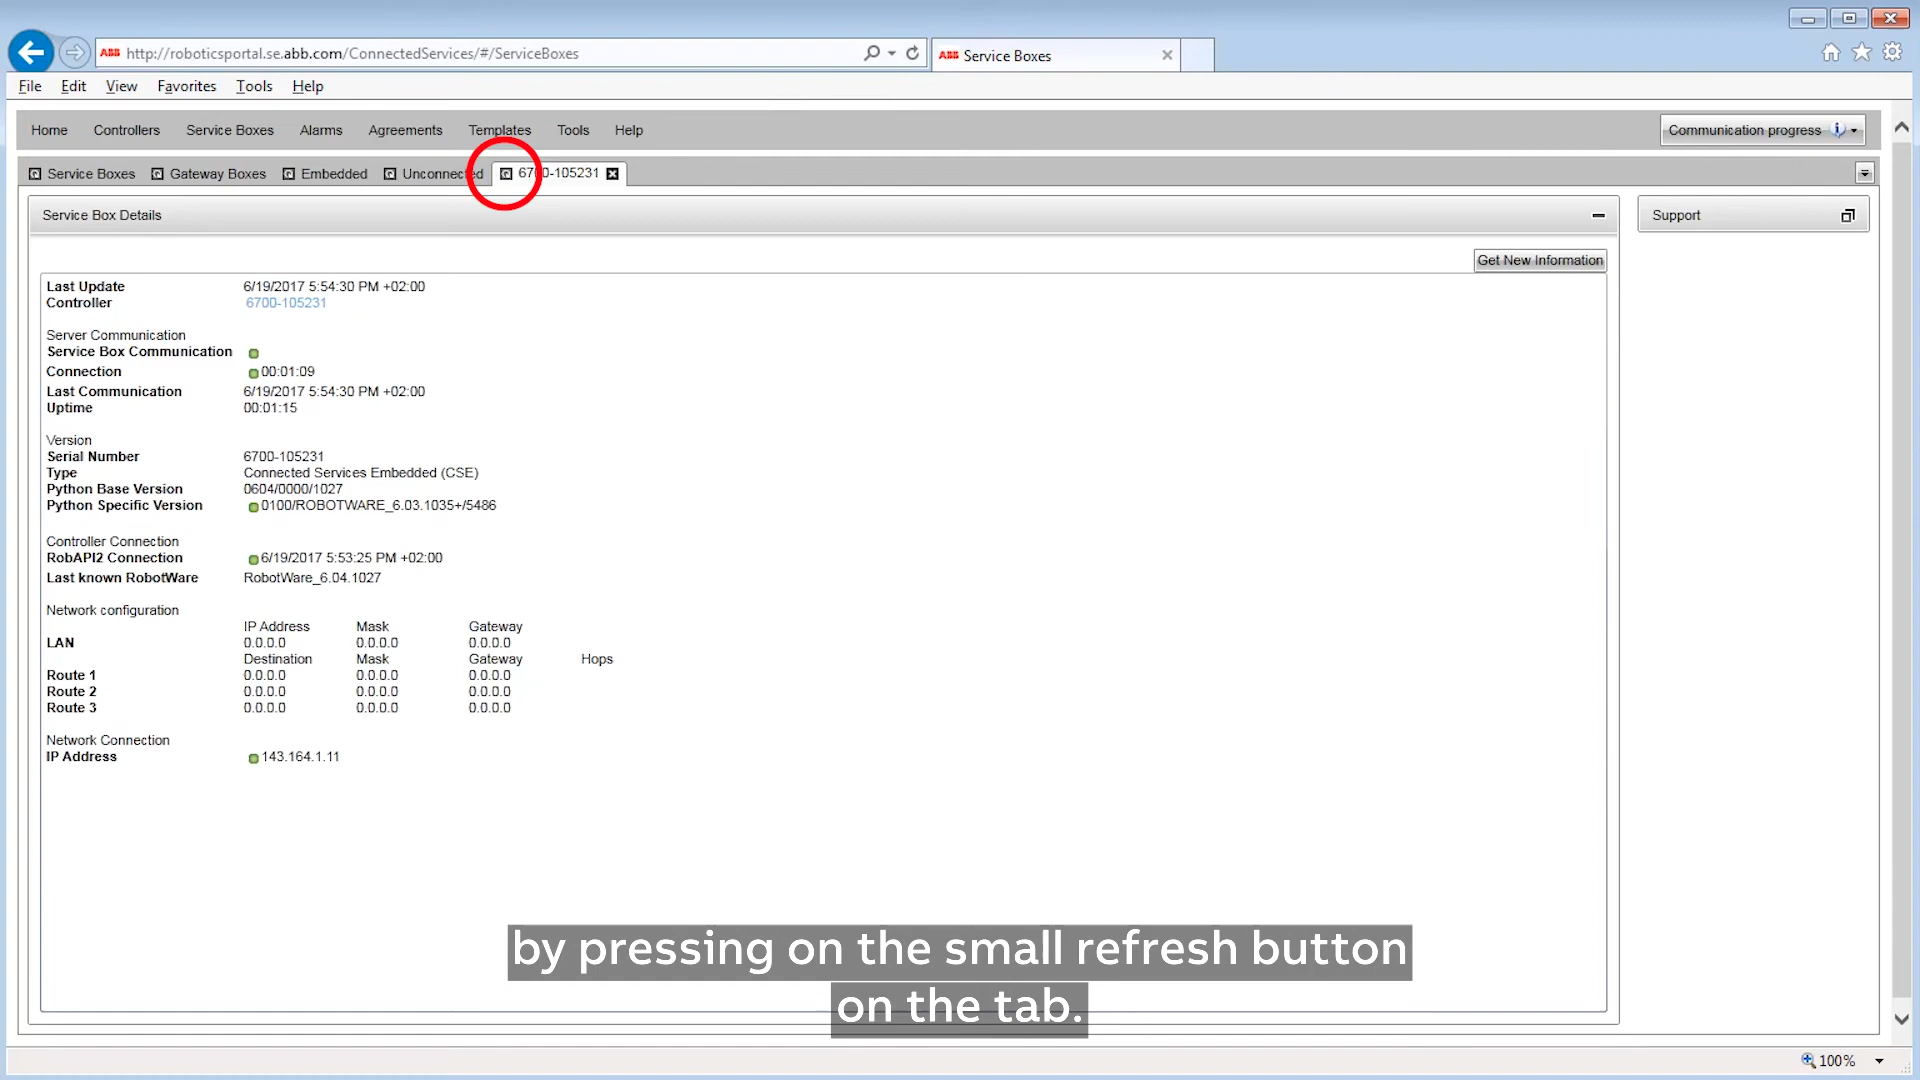 ABB http://roboticsportal.se.abb.com/ConnectedServices/#/ServiceBoxes
ABB Service Boxes
File Edit View Favorites Tools Help
Home Controllers Service Boxes Alarms Agreements Templates Tools Help
Communication progress
Service Boxes Gateway Boxes Embedded Unconnected 6700-105231
Service Box Details
Support
Get New Information
Last Update 6/19/2017 5:54:30 PM +02:00
Controller 6700-105231
Server Communication
Service Box Communication
Connection 00:01:09
Last Communication 6/19/2017 5:54:30 PM +02:00
Uptime 00:01:15
Version
Serial Number 6700-105231
Type Connected Services Embedded (CSE)
Python Base Version 0604/0000/1027
Python Specific Version 0100/ROBOTWARE_6.03.1035+/5486
Controller Connection
RobAPI2 Connection 6/19/2017 5:53:25 PM +02:00
Last known RobotWare RobotWare_6.04.1027
Network configuration
IP Address Mask Gateway
LAN 0.0.0.0 0.0.0.0 0.0.0.0
Destination Mask Gateway Hops
Route 1 0.0.0.0 0.0.0.0 0.0.0.0
Route 2 0.0.0.0 0.0.0.0 0.0.0.0
Route 3 0.0.0.0 0.0.0.0 0.0.0.0
Network Connection
IP Address 143.164.1.11
by pressing on the small refresh button
on the tab.
100%